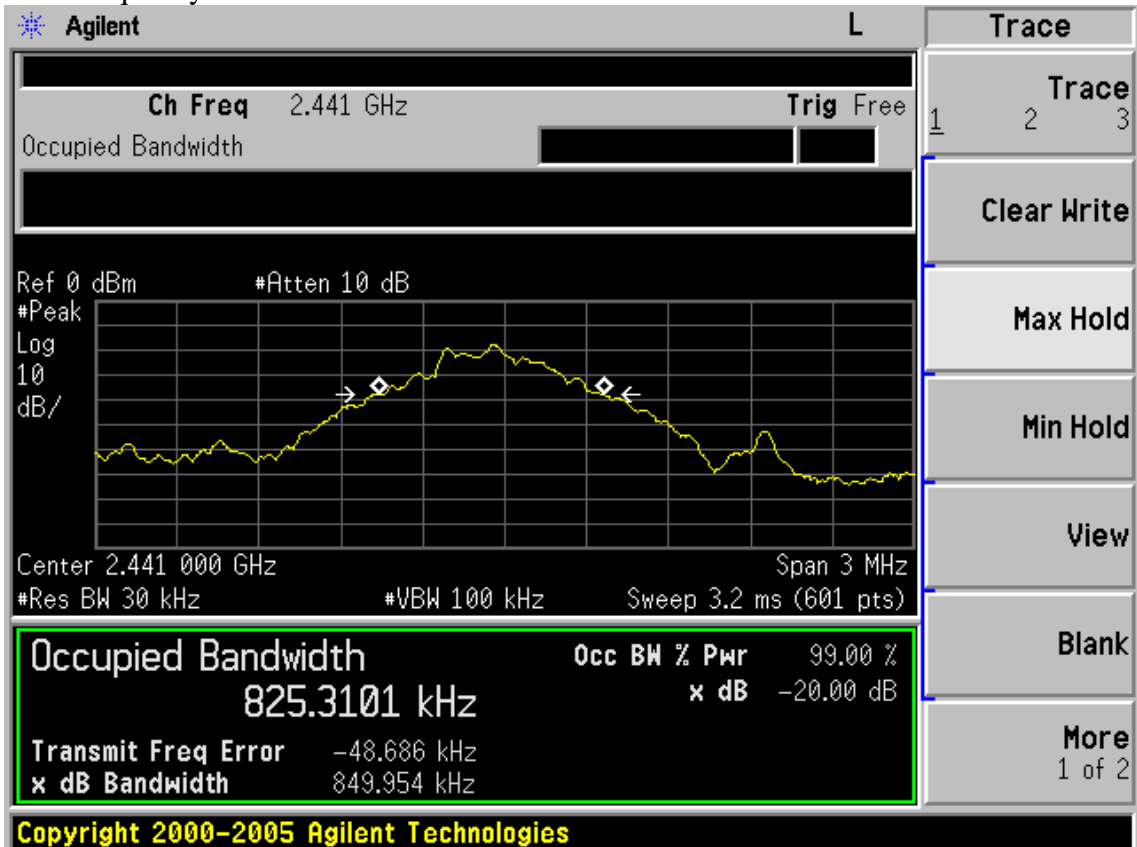 Agilent L Trace
Ch Freq 2.441 GHz Trig Free
Occupied Bandwidth
Trace
1 2 3
Clear Write
Max Hold
Min Hold
View
Blank
More
1 of 2
Ref 0 dBm #Atten 10 dB
#Peak
Log
10
dB/
Center 2.441 000 GHz Span 3 MHz
#Res BW 30 kHz #VBW 100 kHz Sweep 3.2 ms (601 pts)
Occupied Bandwidth Occ BW % Pwr 99.00 %
825.3101 kHz x dB -20.00 dB
Transmit Freq Error -48.686 kHz
x dB Bandwidth 849.954 kHz
Copyright 2000-2005 Agilent Technologies